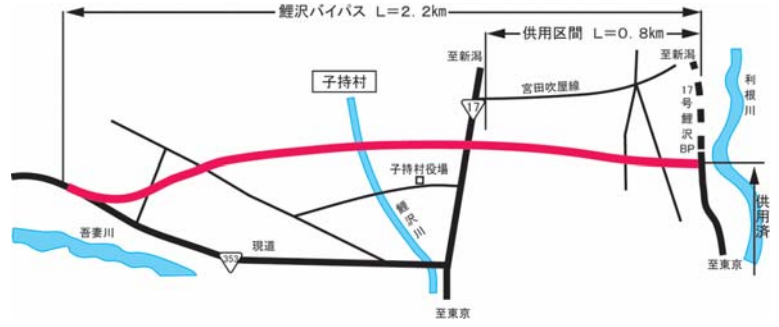 鯉沢バイパス L=2.2㎞
供用区間 L=0.8㎞
至新潟
至新潟
子持村
宮田吹屋線
17
17号鯉沢BP
利根川
子持村役場
鯉沢川
吾妻川
現道
353
供用済
至東京
至東京